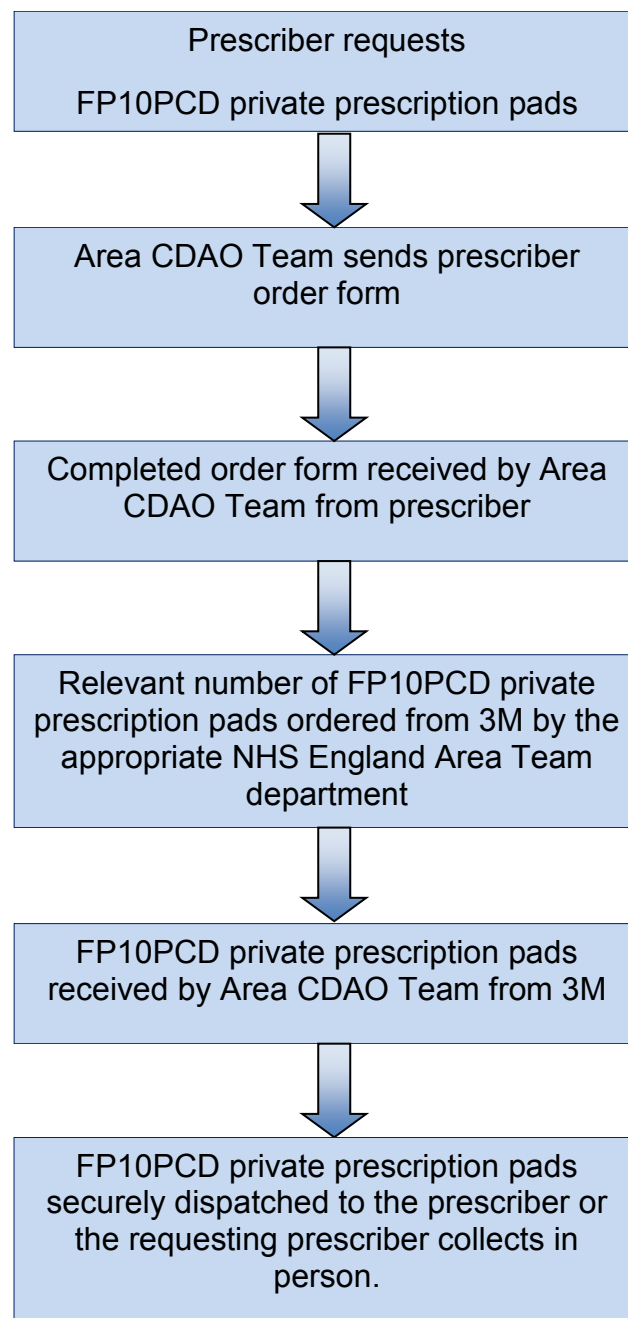 Prescriber requests
FP10PCD private prescription pads
Area CDAO Team sends prescriber
order form
Completed order form received by Area
CDAO Team from prescriber
Relevant number of FP10PCD private
prescription pads ordered from 3M by the
appropriate NHS England Area Team
department
FP10PCD private prescription pads
received by Area CDAO Team from 3M
FP10PCD private prescription pads
securely dispatched to the prescriber or
the requesting prescriber collects in
person.